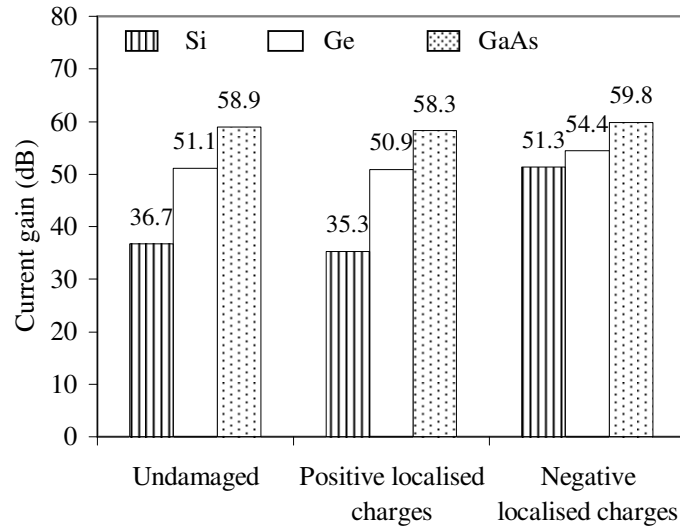 80
70
60
50
40
30
20
10
0
Current gain (dB)
Si Ge GaAs
36.7 51.1 58.9
35.3 50.9 58.3
51.3 54.4 59.8
Undamaged
Positive localised
charges
Negative
localised charges